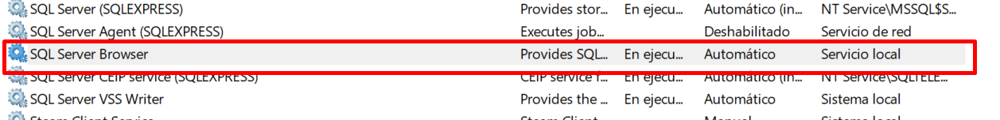 SQL Server (SQLEXPRESS) Provides stor... En ejecu... Automático (in... NT Service\MSSQL$S...
SQL Server Agent (SQLEXPRESS) Executes job... Deshabilitado Servicio de red
SQL Server Browser Provides SQL... En ejecu... Automático Servicio local
SQL Server CEIP service (SQLEXPRESS) CEIP service f... En ejecu... Automático (in... NT Service\SQLTELE...
SQL Server VSS Writer Provides the ... En ejecu... Automático Sistema local
Steam Client Service Steam Client... Manual Sistema local